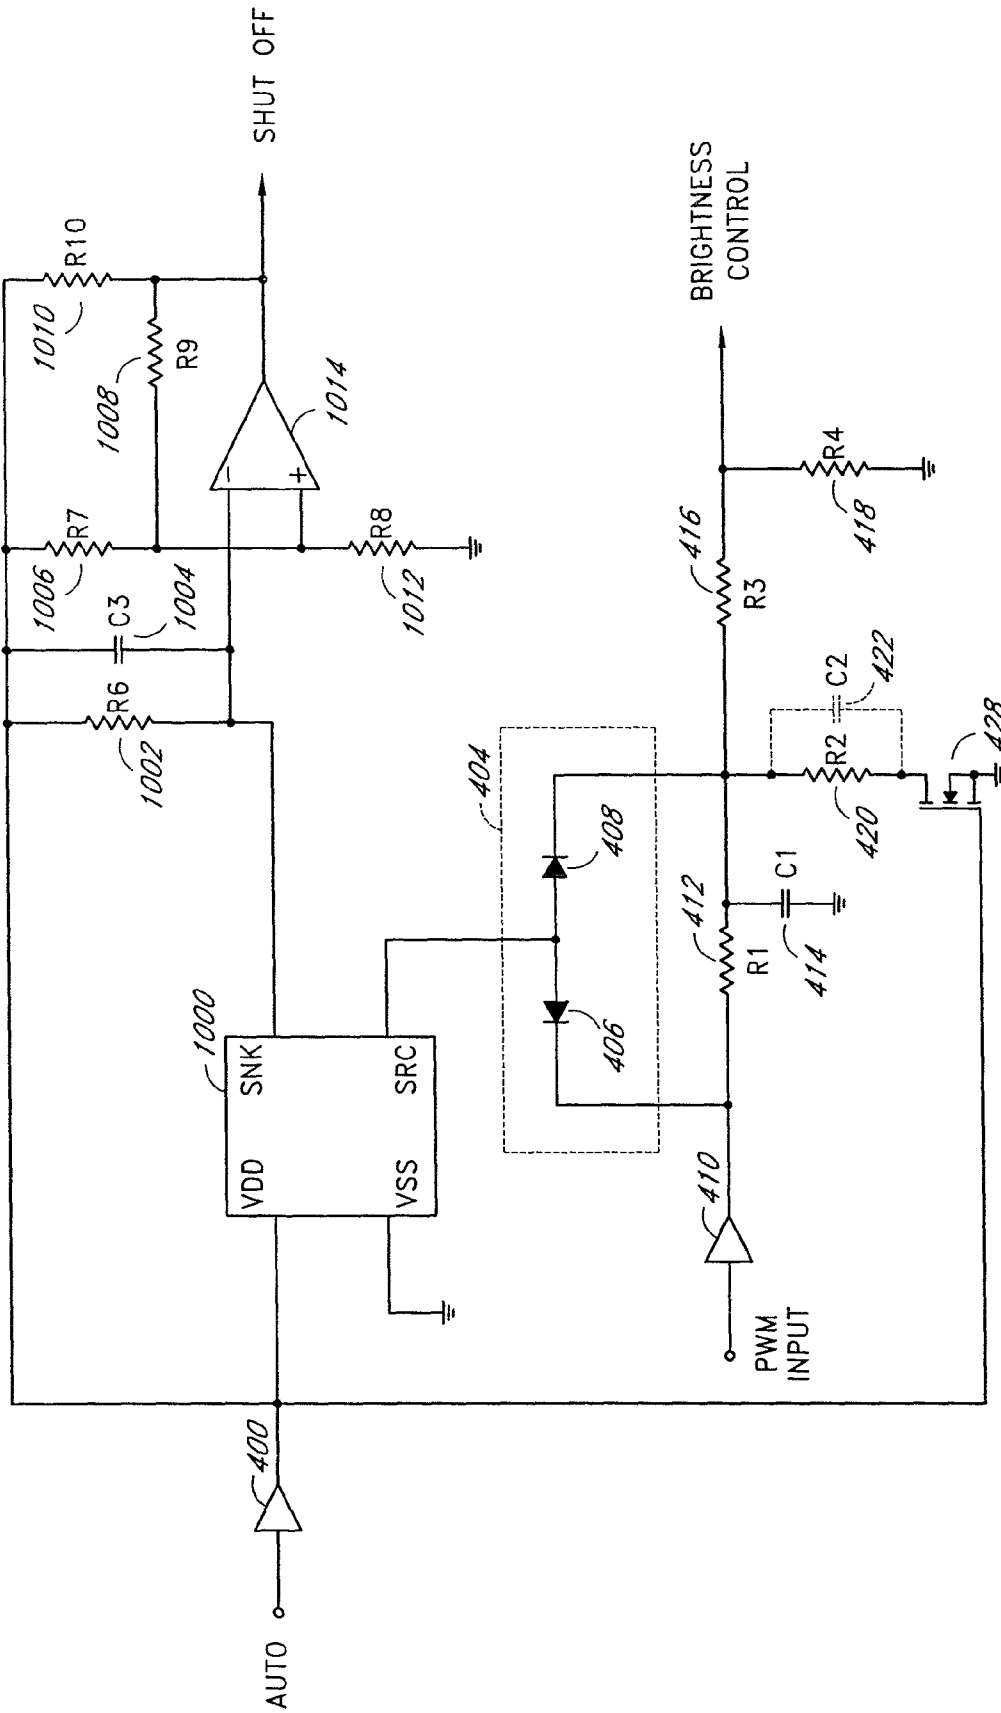 AUTO
400
1000
VDD
SNK
VSS
SRC
1002
R6
C3
1004
1006
R7
1008
R9
1010
R10
1012
R8
1014
SHUT OFF
404
406
408
PWM
INPUT
410
412
R1
C1
414
416
R3
R2
420
C2
422
428
R4
418
BRIGHTNESS
CONTROL